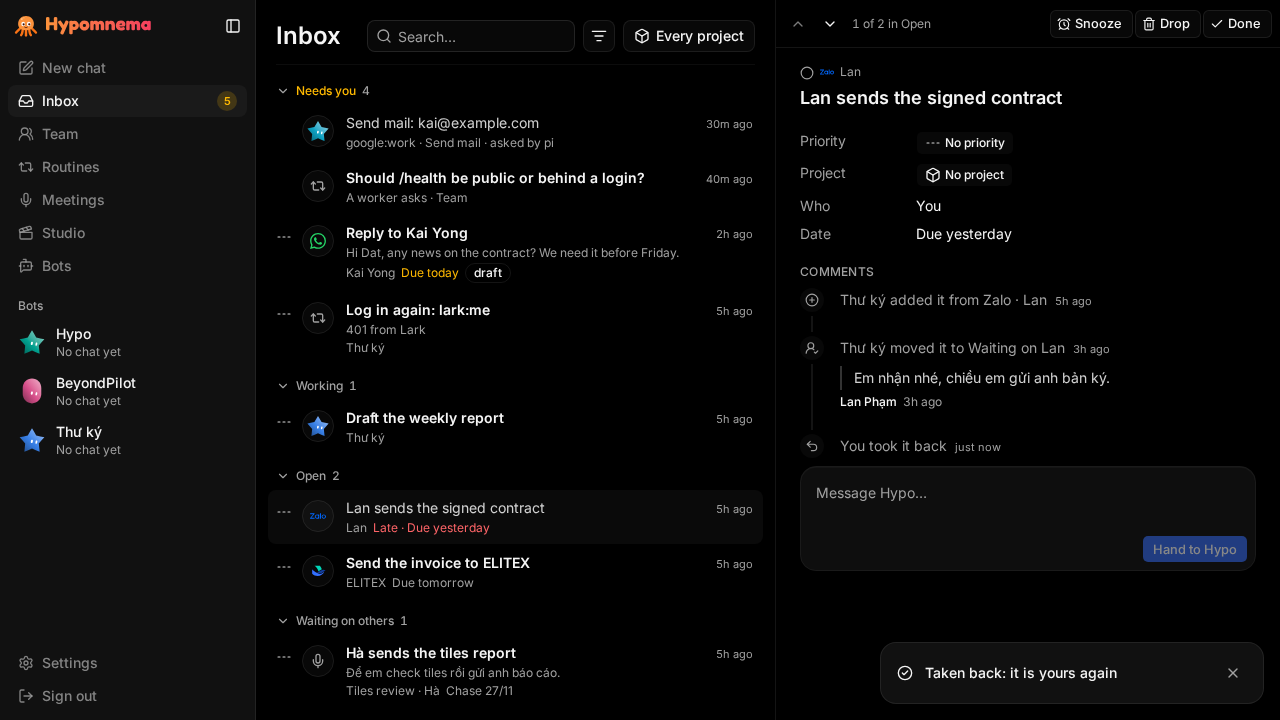 Hypomnema
New chat
Inbox
5
Team
Routines
Meetings
Studio
Bots
Bots
Hypo
No chat yet
BeyondPilot
No chat yet
Thư ký
No chat yet
Settings
Sign out
Inbox
Search...
Every project
Needs you 4
Send mail: kai@example.com
30m ago
google:work · Send mail · asked by pi
Should /health be public or behind a login?
40m ago
A worker asks · Team
Reply to Kai Yong
2h ago
Hi Dat, any news on the contract? We need it before Friday.
Kai Yong Due today draft
Log in again: lark:me
5h ago
401 from Lark
Thư ký
Working 1
Draft the weekly report
5h ago
Thư ký
Open 2
Zalo
Lan sends the signed contract
5h ago
Lan Late · Due yesterday
Send the invoice to ELITEX
5h ago
ELITEX Due tomorrow
Waiting on others 1
Hà sends the tiles report
5h ago
Để em check tiles rồi gửi anh báo cáo.
Tiles review · Hà Chase 27/11
1 of 2 in Open
Snooze
Drop
Done
Zalo Lan
Lan sends the signed contract
Priority
No priority
Project
No project
Who
You
Date
Due yesterday
COMMENTS
Thư ký added it from Zalo · Lan 5h ago
Thư ký moved it to Waiting on Lan 3h ago
Em nhận nhé, chiều em gửi anh bản ký.
Lan Phạm 3h ago
You took it back just now
Message Hypo...
Hand to Hypo
Taken back: it is yours again